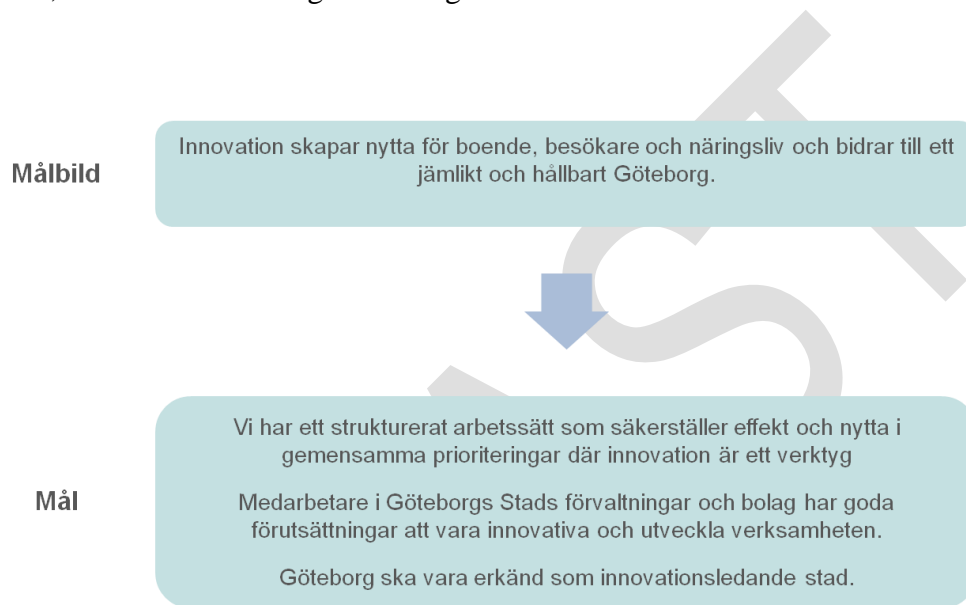 Målbild
Innovation skapar nytta för boende, besökare och näringsliv och bidrar till ett
jämlikt och hållbart Göteborg.
Mål
Vi har ett strukturerat arbetssätt som säkerställer effekt och nytta i
gemensamma prioriteringar där innovation är ett verktyg
Medarbetare i Göteborgs Stads förvaltningar och bolag har goda
förutsättningar att vara innovativa och utveckla verksamheten.
Göteborg ska vara erkänd som innovationsledande stad.